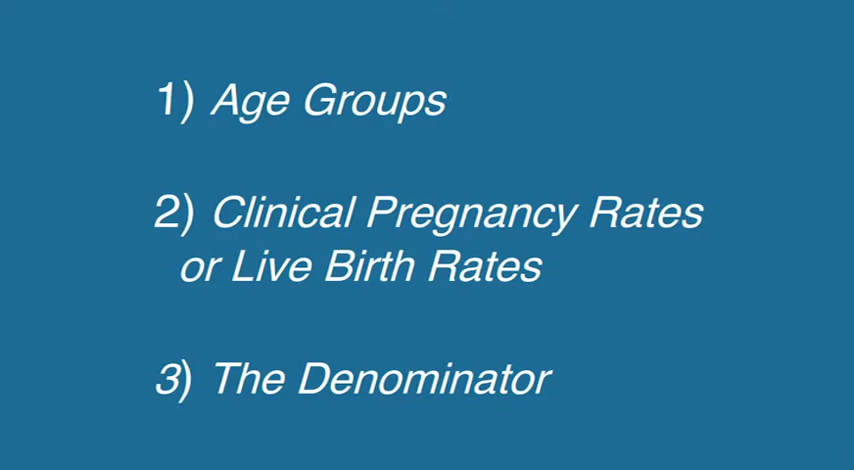 1) Age Groups
2) Clinical Pregnancy Rates
or Live Birth Rates
3) The Denominator